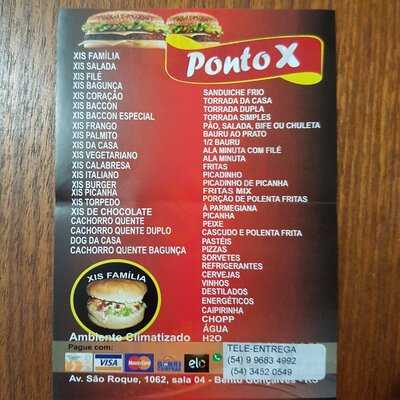 Ponto X
XIS FAMÍLIA
XIS SALADA
XIS FILÉ
XIS BAGUNÇA
XIS CORAÇÃO
XIS BACCON
XIS BACCON ESPECIAL
XIS FRANGO
XIS PALMITO
XIS DA CASA
XIS VEGETARIANO
XIS CALABRESA
XIS ITALIANO
XIS BURGER
XIS PICANHA
XIS TORPEDO
XIS DE CHOCOLATE
CACHORRO QUENTE
CACHORRO QUENTE DUPLO
DOG DA CASA
CACHORRO QUENTE BAGUNÇA
SANDUICHE FRIO
TORRADA DA CASA
TORRADA DUPLA
TORRADA SIMPLES
PÃO, SALADA, BIFE OU CHULETA
BAURU AO PRATO
1/2 BAURU
ALA MINUTA COM FILÉ
ALA MINUTA
FRITAS
PICADINHO
PICADINHO DE PICANHA
FRITAS MIX
PORÇÃO DE POLENTA FRITAS
À PARMEGIANA
PICANHA
PEIXE
CASCUDO E POLENTA FRITA
PASTÉIS
PIZZAS
SORVETES
REFRIGERANTES
CERVEJAS
VINHOS
DESTILADOS
ENERGÉTICOS
CAIPIRINHA
CHOPP
ÁGUA
H2O
XIS FAMÍLIA
Ambiente Climatizado
Pague com:
VISA
MasterCard
elo
TELE-ENTREGA
(54) 9 9683 4992
(54) 3452 0549
Av. São Roque, 1062, sala 04 - Bento Gonçalves - RS